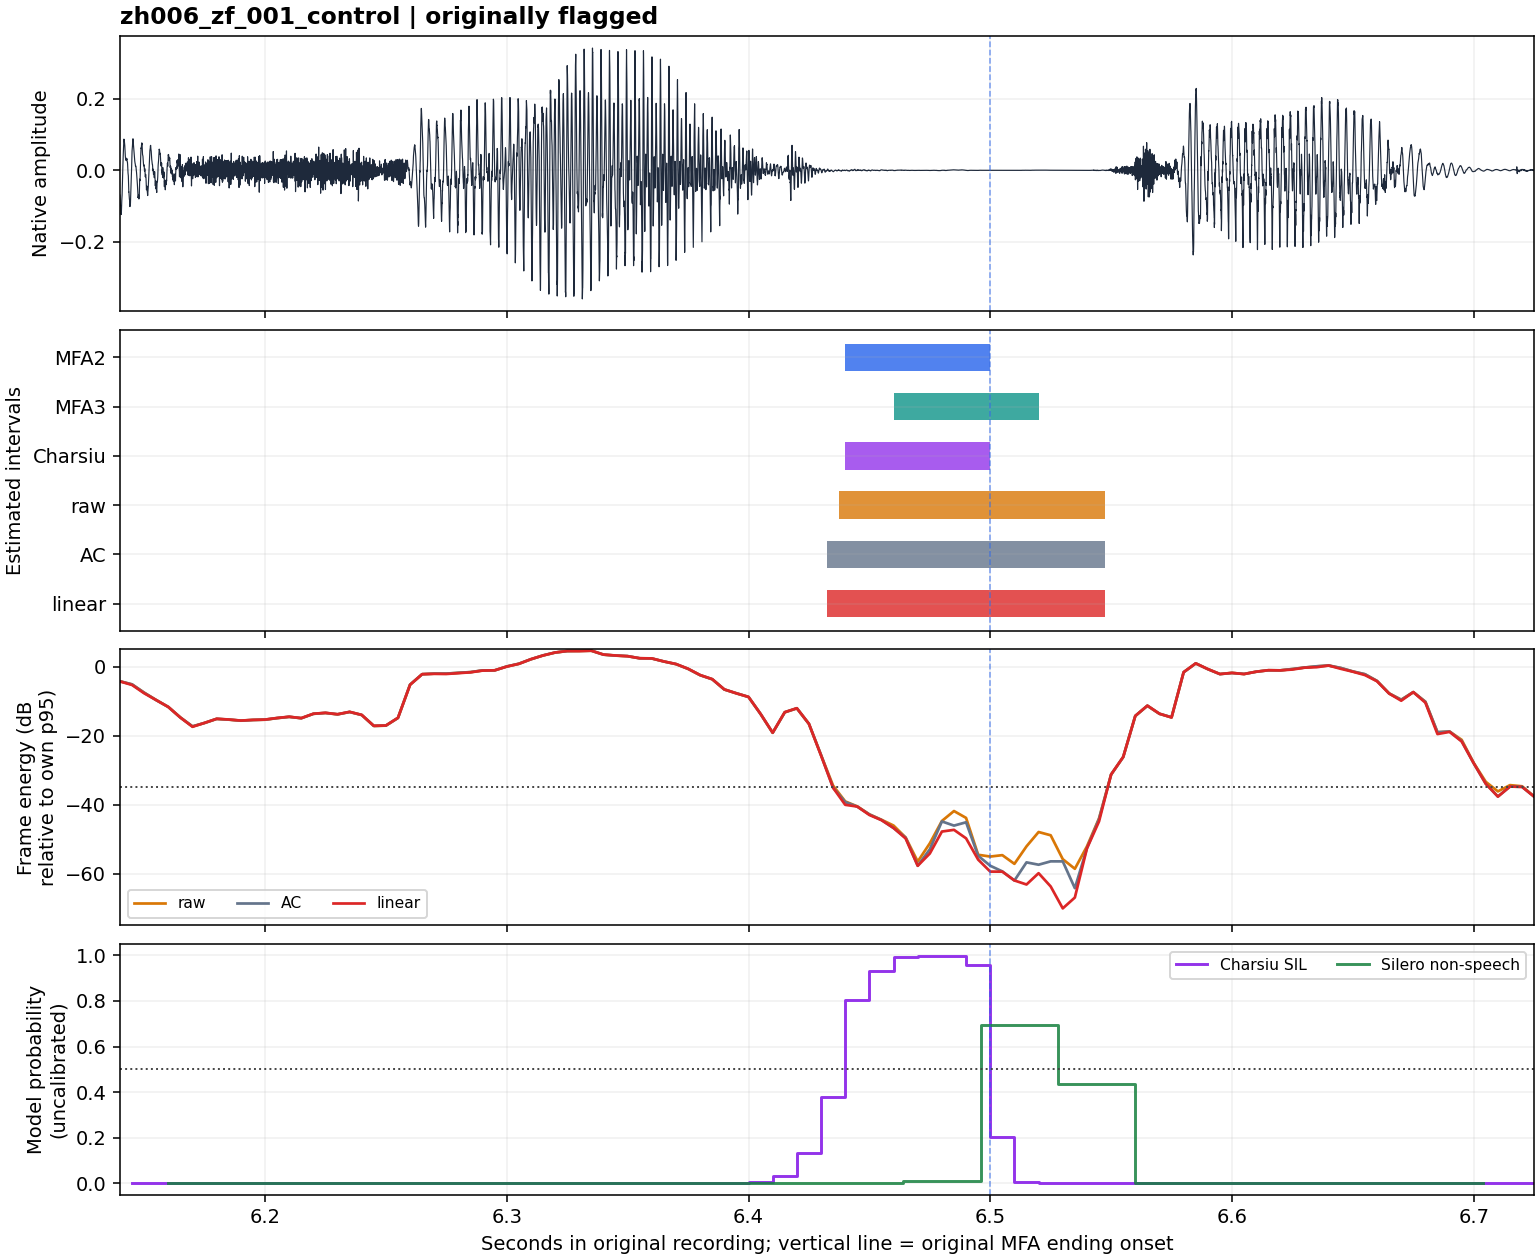 zh006_zf_001_control | originally flagged
Native amplitude
0.2
0.0
−0.2
Estimated intervals
MFA2
MFA3
Charsiu
raw
AC
linear
Frame energy (dB
relative to own p95)
0
−20
−40
−60
raw
AC
linear
Model probability
(uncalibrated)
1.0
0.8
0.6
0.4
0.2
0.0
Charsiu SIL
Silero non-speech
6.2
6.3
6.4
6.5
6.6
6.7
Seconds in original recording; vertical line = original MFA ending onset